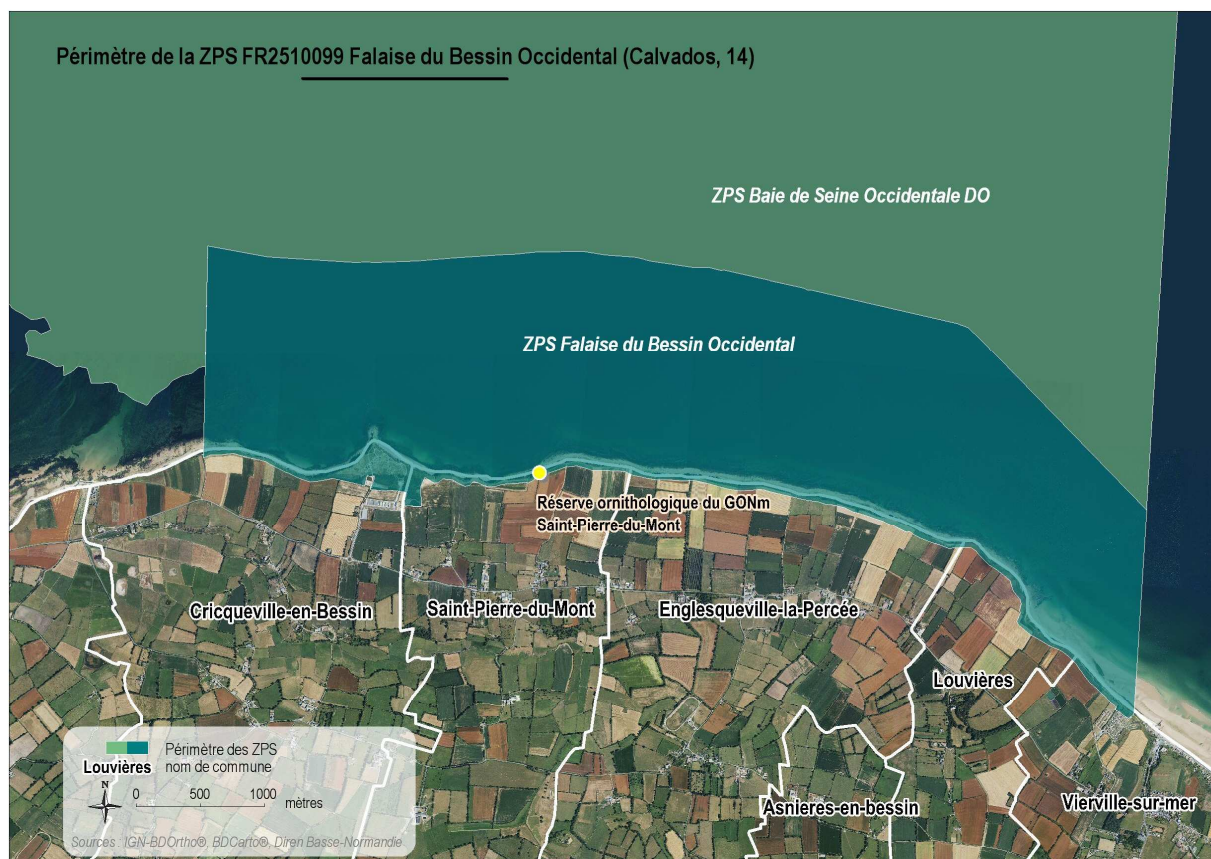 Périmètre de la ZPS FR2510099 Falaise du Bessin Occidental (Calvados, 14)
ZPS Baie de Seine Occidentale DO
ZPS Falaise du Bessin Occidental
Réserve ornithologique du GONm
Saint-Pierre-du-Mont
Cricqueville-en-Bessin
Saint-Pierre-du-Mont
Englesqueville-la-Percée
Louvières
Asnieres-en-bessin
Vierville-sur-mer
Périmètre des ZPS
Louvières nom de commune
N
0 500 1000 mètres
Sources : IGN-BDOrtho®, BDCarto®, Diren Basse-Normandie